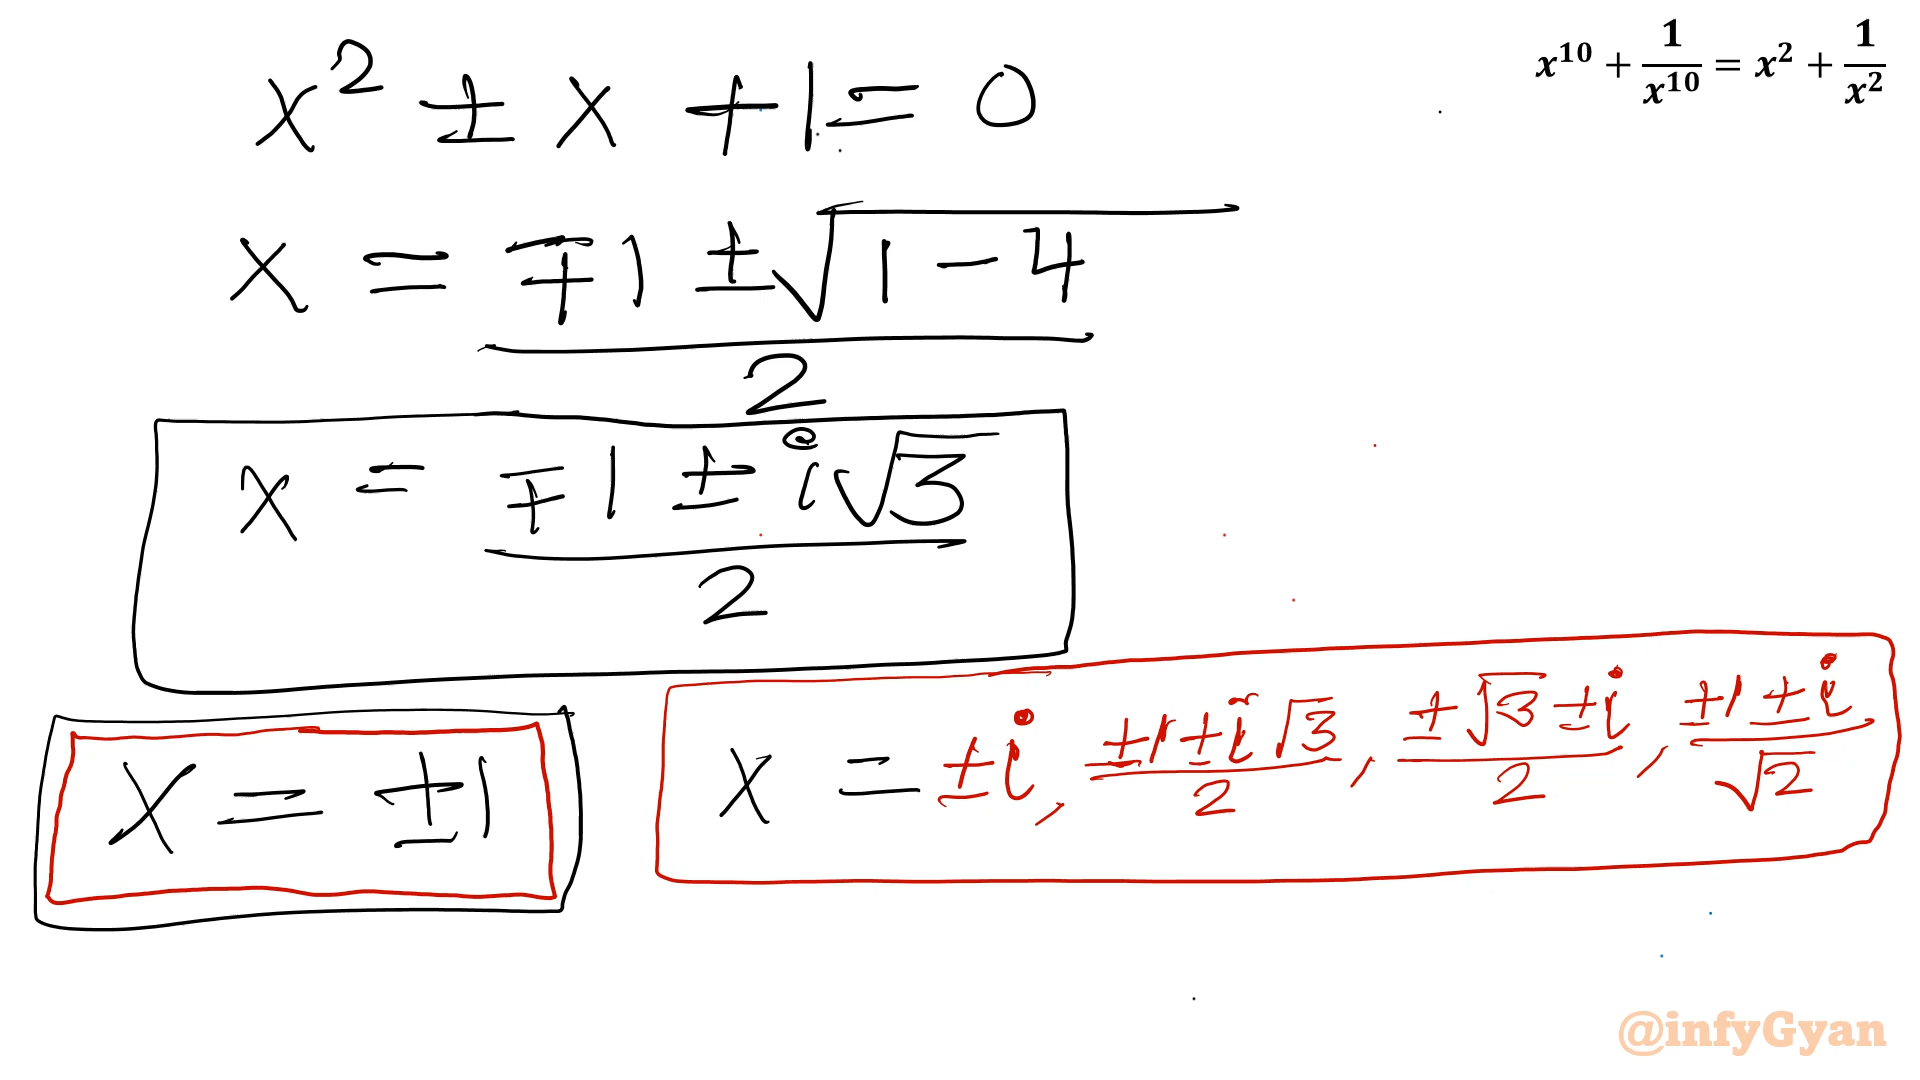 x¹⁰ + 1/x¹⁰ = x² + 1/x²
x² ± x + 1 = 0
x = (∓1 ± √(1 − 4))/2
x = (∓1 ± i√3)/2
x = ±1
x = ±i, (±1 ± i√3)/2, (±√3 ± i)/2, (±1 ± i)/√2
@infyGyan